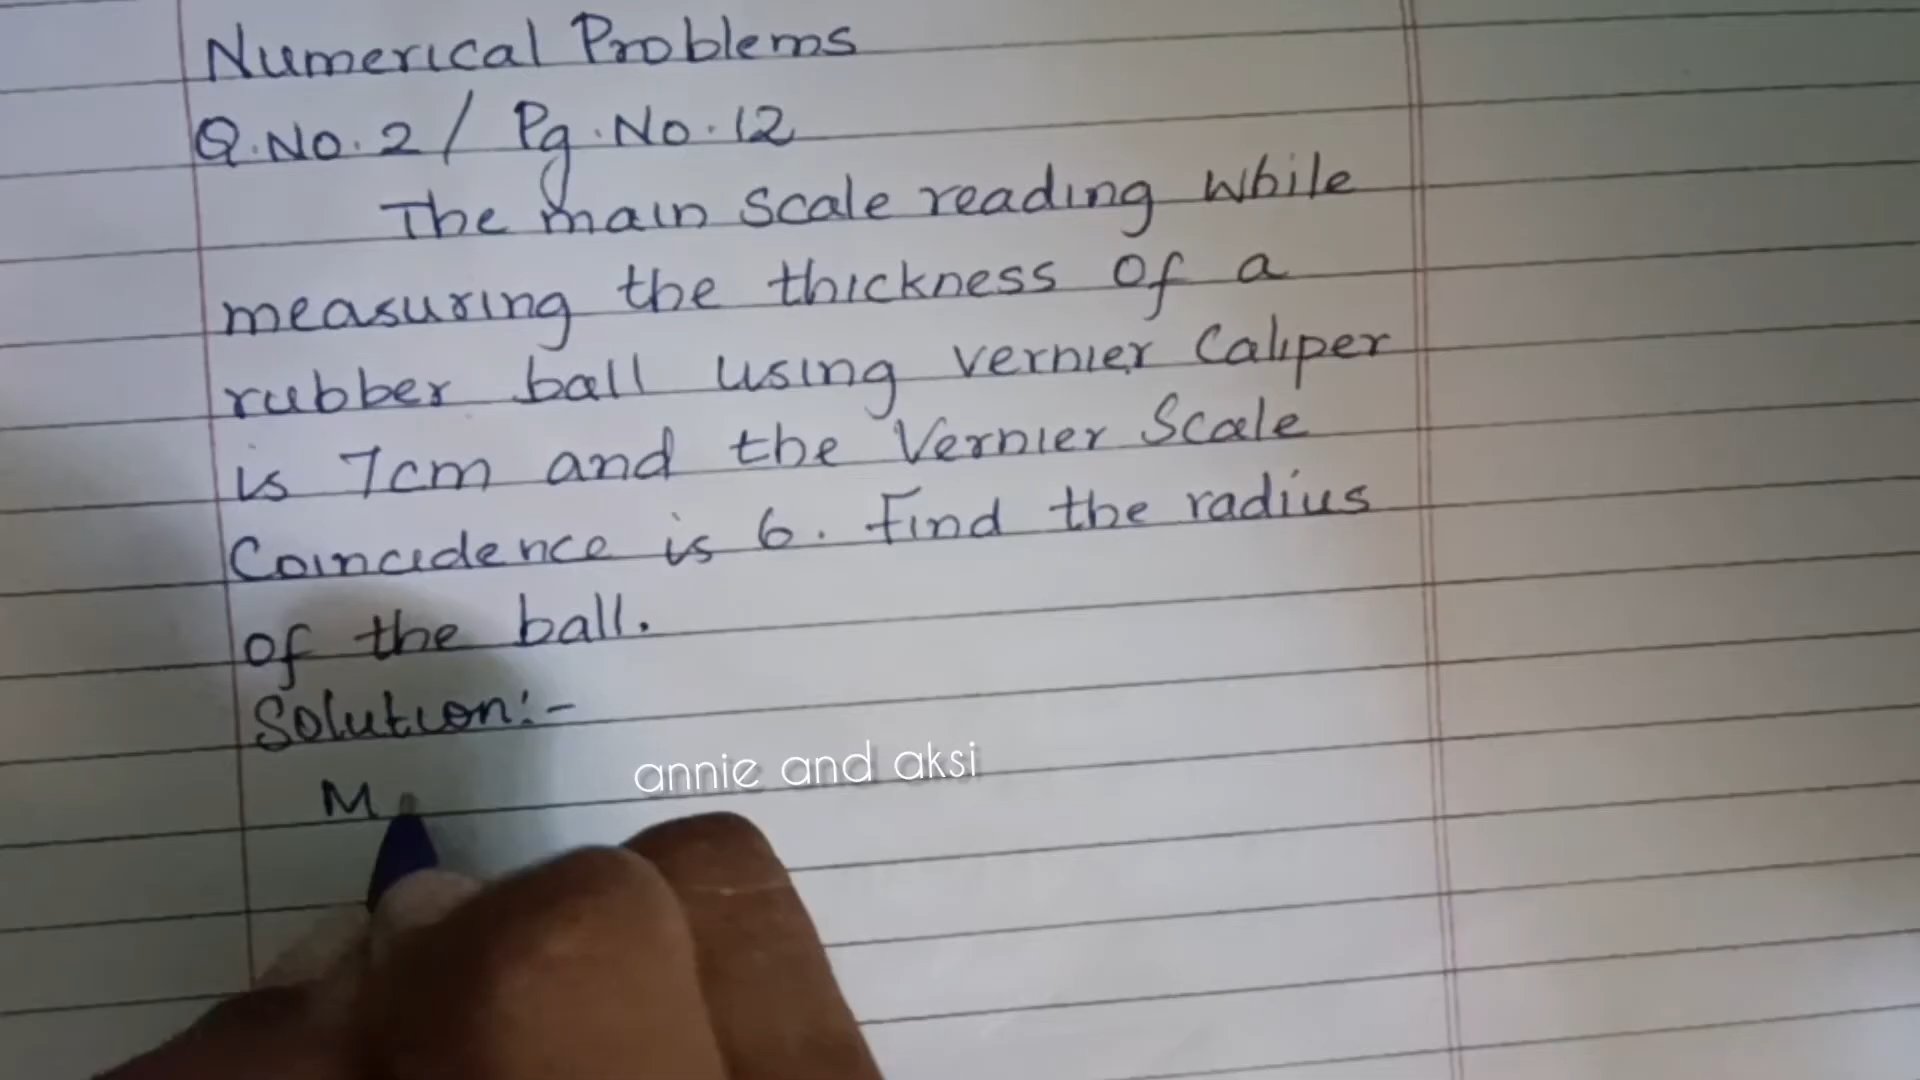 Numerical Problems
Q.No.2/ Pg.No.12
The main scale reading while
measuring the thickness of a
rubber ball using vernier Caliper
is 7cm and the Vernier Scale
Coincidence is 6. Find the radius
of the ball.
Solution:-
M
annie and aksi